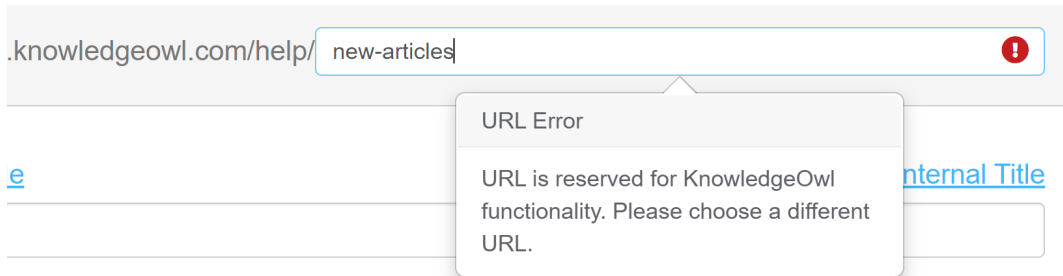 .knowledgeowl.com/help/ new-articles
URL Error
e
nternal Title
URL is reserved for KnowledgeOwl
functionality. Please choose a different
URL.